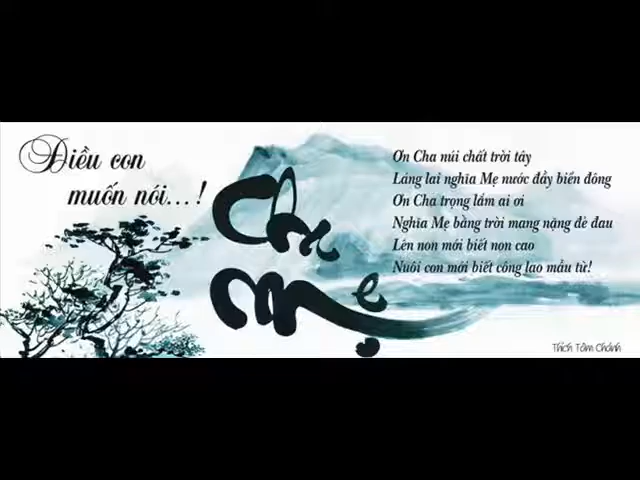 Điều con
muốn nói...!
Cha
Mẹ
Ơn Cha núi chất trời tây
Láng lai nghĩa Mẹ nước đầy biển đông
Ơn Cha trọng lắm ai ơi
Nghĩa Mẹ bằng trời mang nặng đẻ đau
Lên non mới biết non cao
Nuôi con mới biết công lao mẫu từ!
Thích Tâm Chánh